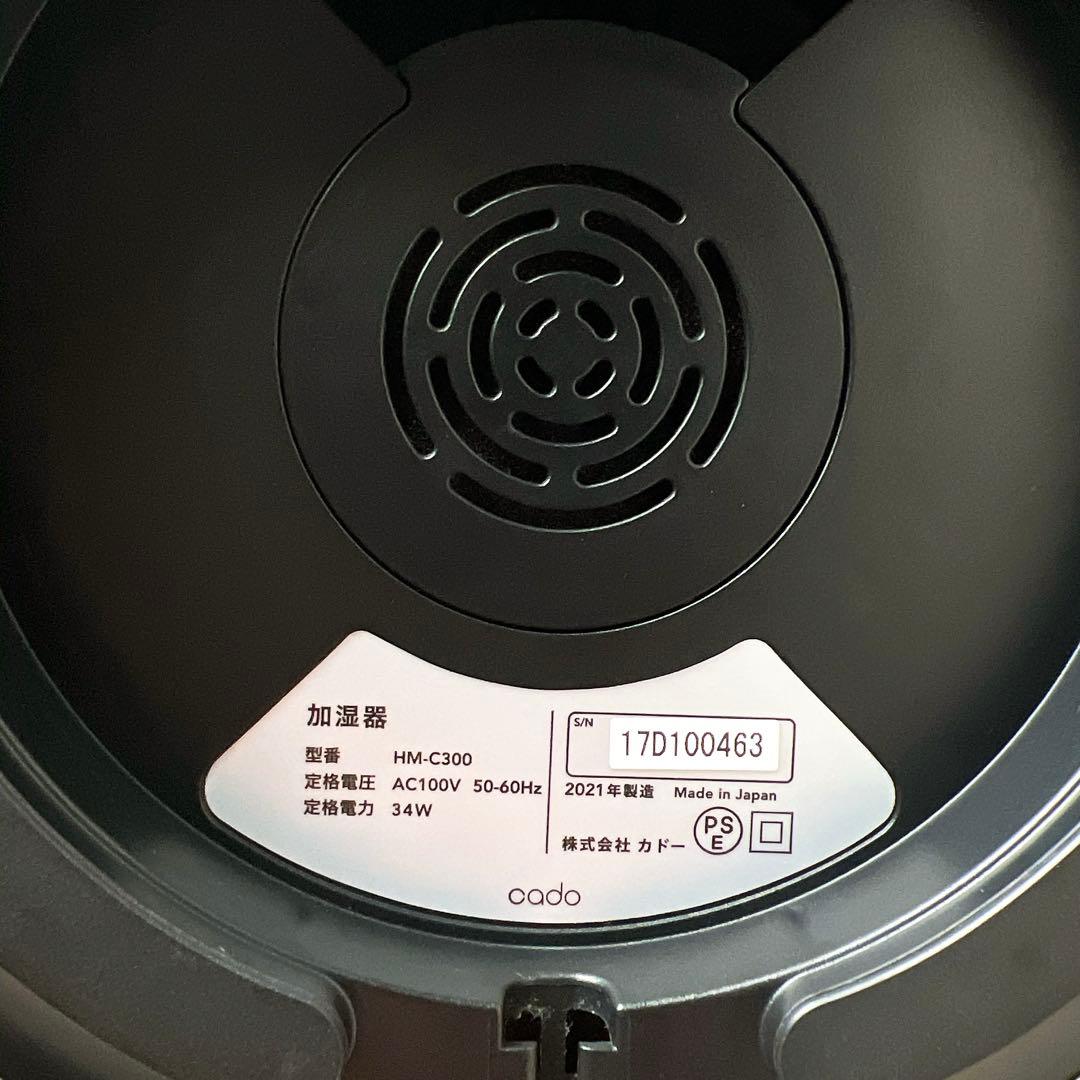 加湿器
型番 HM-C300
定格電圧 AC100V 50-60Hz
定格電力 34W
S/N 17D100463
2021年製造 Made in Japan
株式会社 カドー PSE
cado